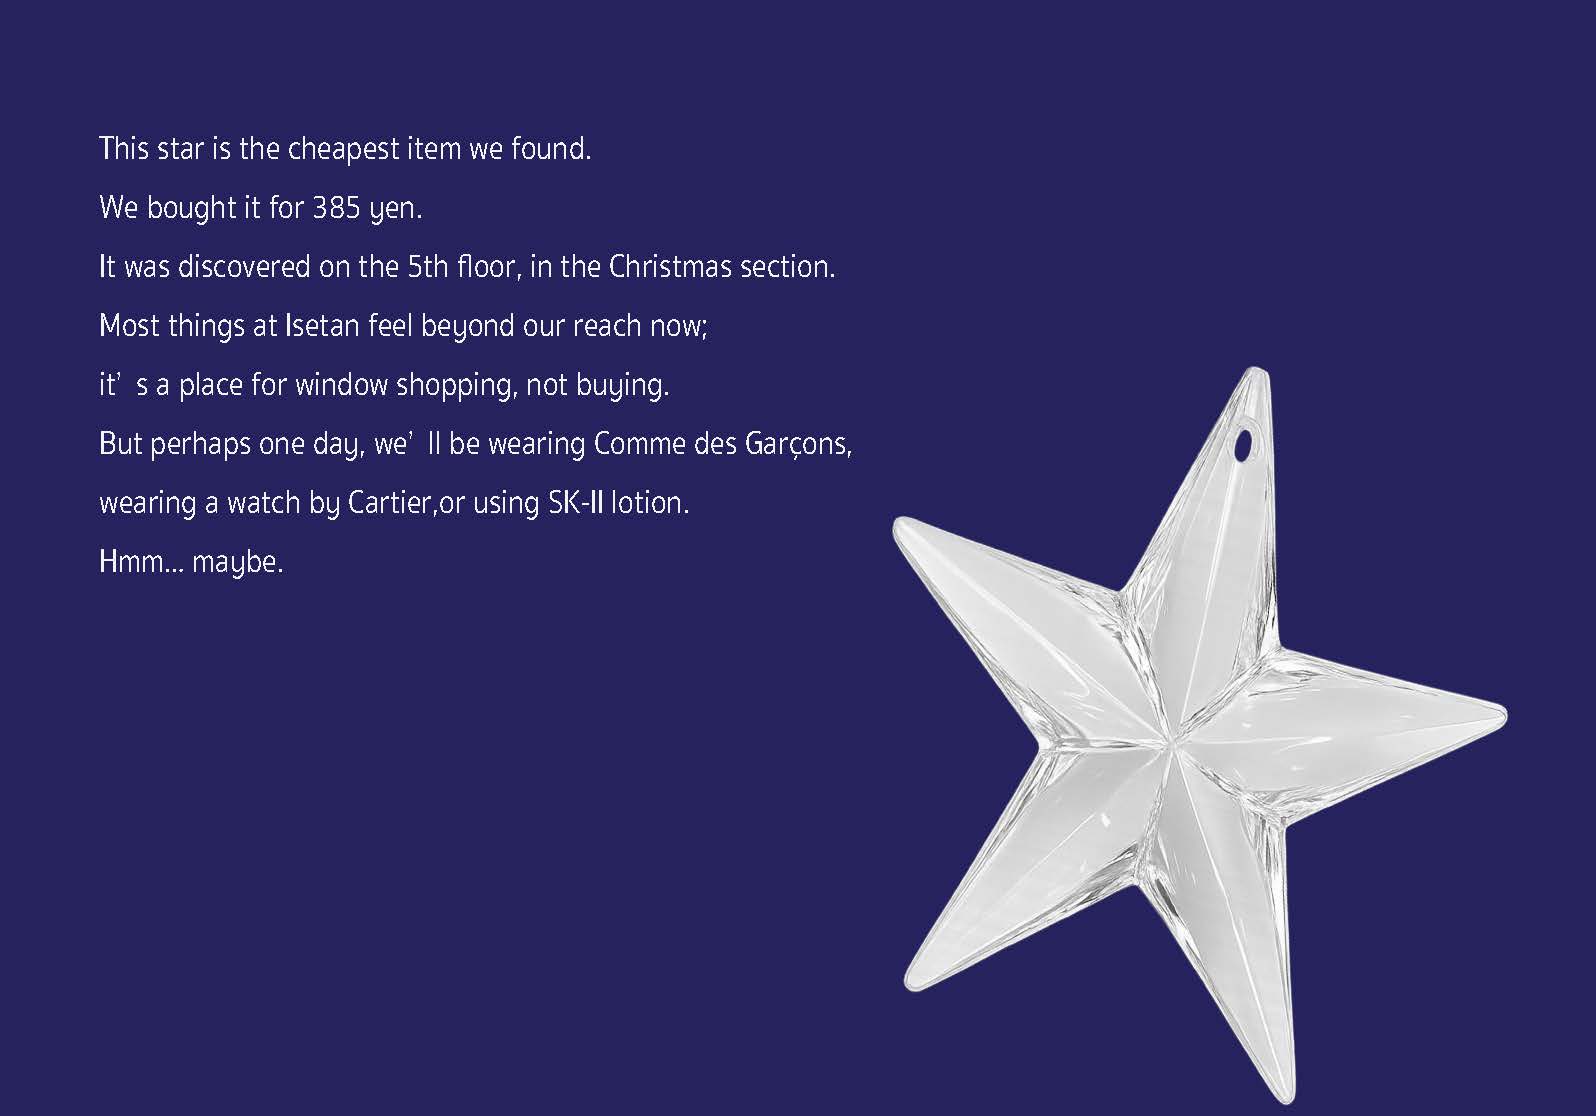 This star is the cheapest item we found.
We bought it for 385 yen.
It was discovered on the 5th floor, in the Christmas section.
Most things at Isetan feel beyond our reach now;
it’ s a place for window shopping, not buying.
But perhaps one day, we’ ll be wearing Comme des Garçons,
wearing a watch by Cartier,or using SK-II lotion.
Hmm... maybe.